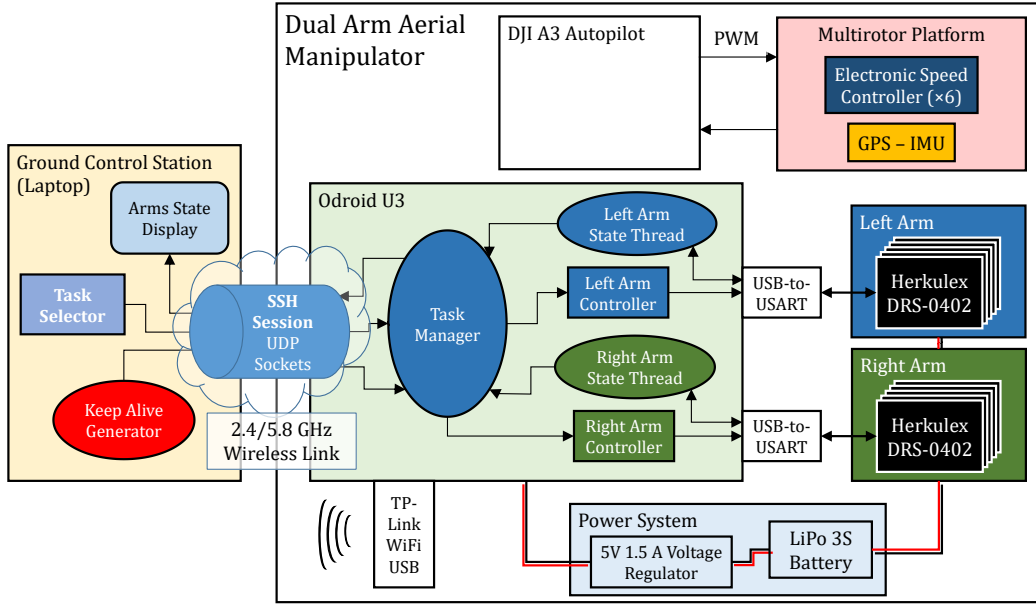 Dual Arm Aerial
Manipulator
DJI A3 Autopilot
PWM
Multirotor Platform
Electronic Speed
Controller (×6)
GPS – IMU
Ground Control Station
(Laptop)
Arms State
Display
Task
Selector
Keep Alive
Generator
SSH
Session
UDP
Sockets
2.4/5.8 GHz
Wireless Link
Odroid U3
Task
Manager
Left Arm
State Thread
Left Arm
Controller
Right Arm
State Thread
Right Arm
Controller
USB-to-
USART
USB-to-
USART
Left Arm
Herkulex
DRS-0402
Right Arm
Herkulex
DRS-0402
TP-
Link
WiFi
USB
Power System
5V 1.5 A Voltage
Regulator
LiPo 3S
Battery